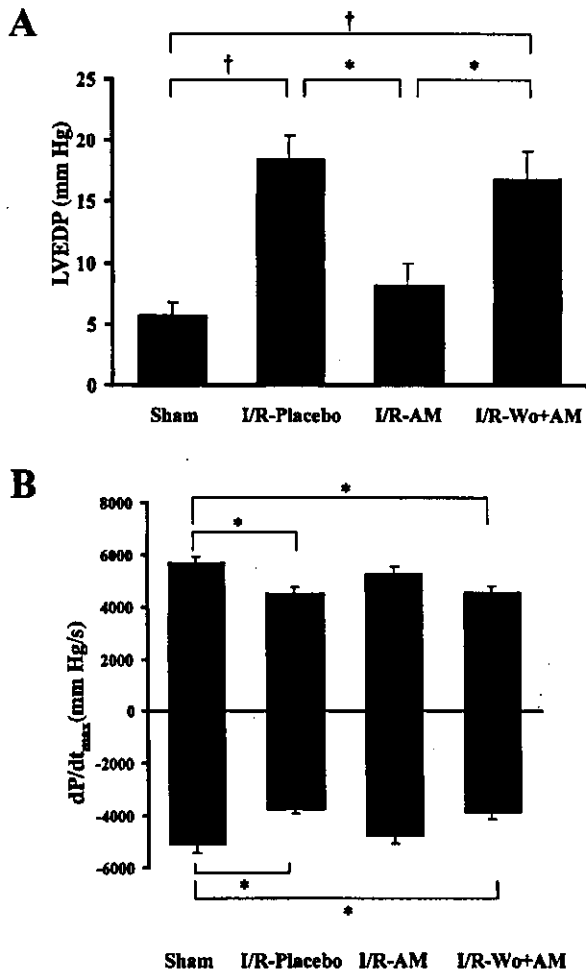 A
†
† * *
25
20
15
10
5
0
LVEDP (mm Hg)
Sham I/R-Placebo I/R-AM I/R-Wo+AM
B
*
*
8000
6000
4000
2000
0
-2000
-4000
-6000
dP/dtmax(mm Hg/s)
*
*
Sham I/R-Placebo I/R-AM I/R-Wo+AM